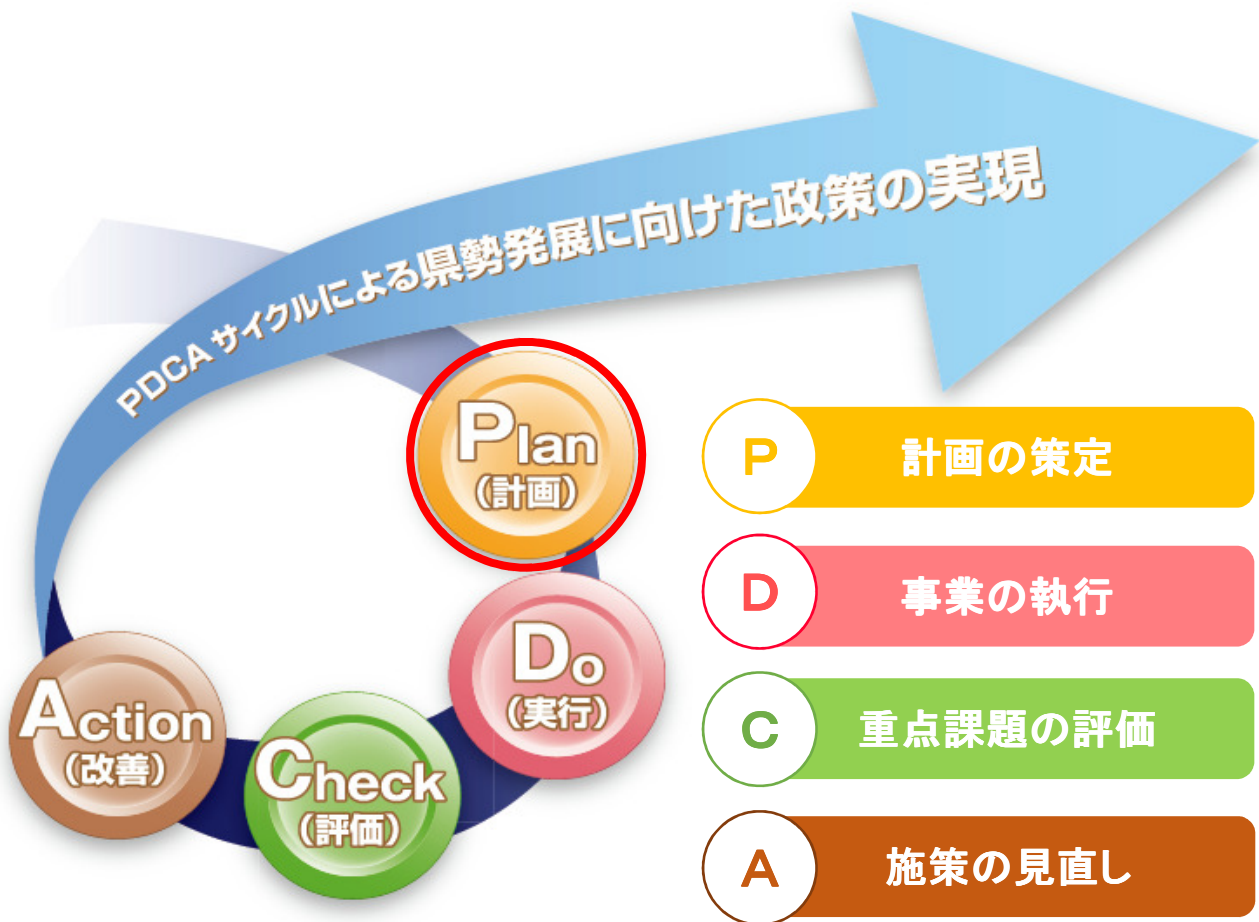 PDCAサイクルによる県勢発展に向けた政策の実現
Plan
（計画）
Do
（実行）
Check
（評価）
Action
（改善）
P 計画の策定
D 事業の執行
C 重点課題の評価
A 施策の見直し